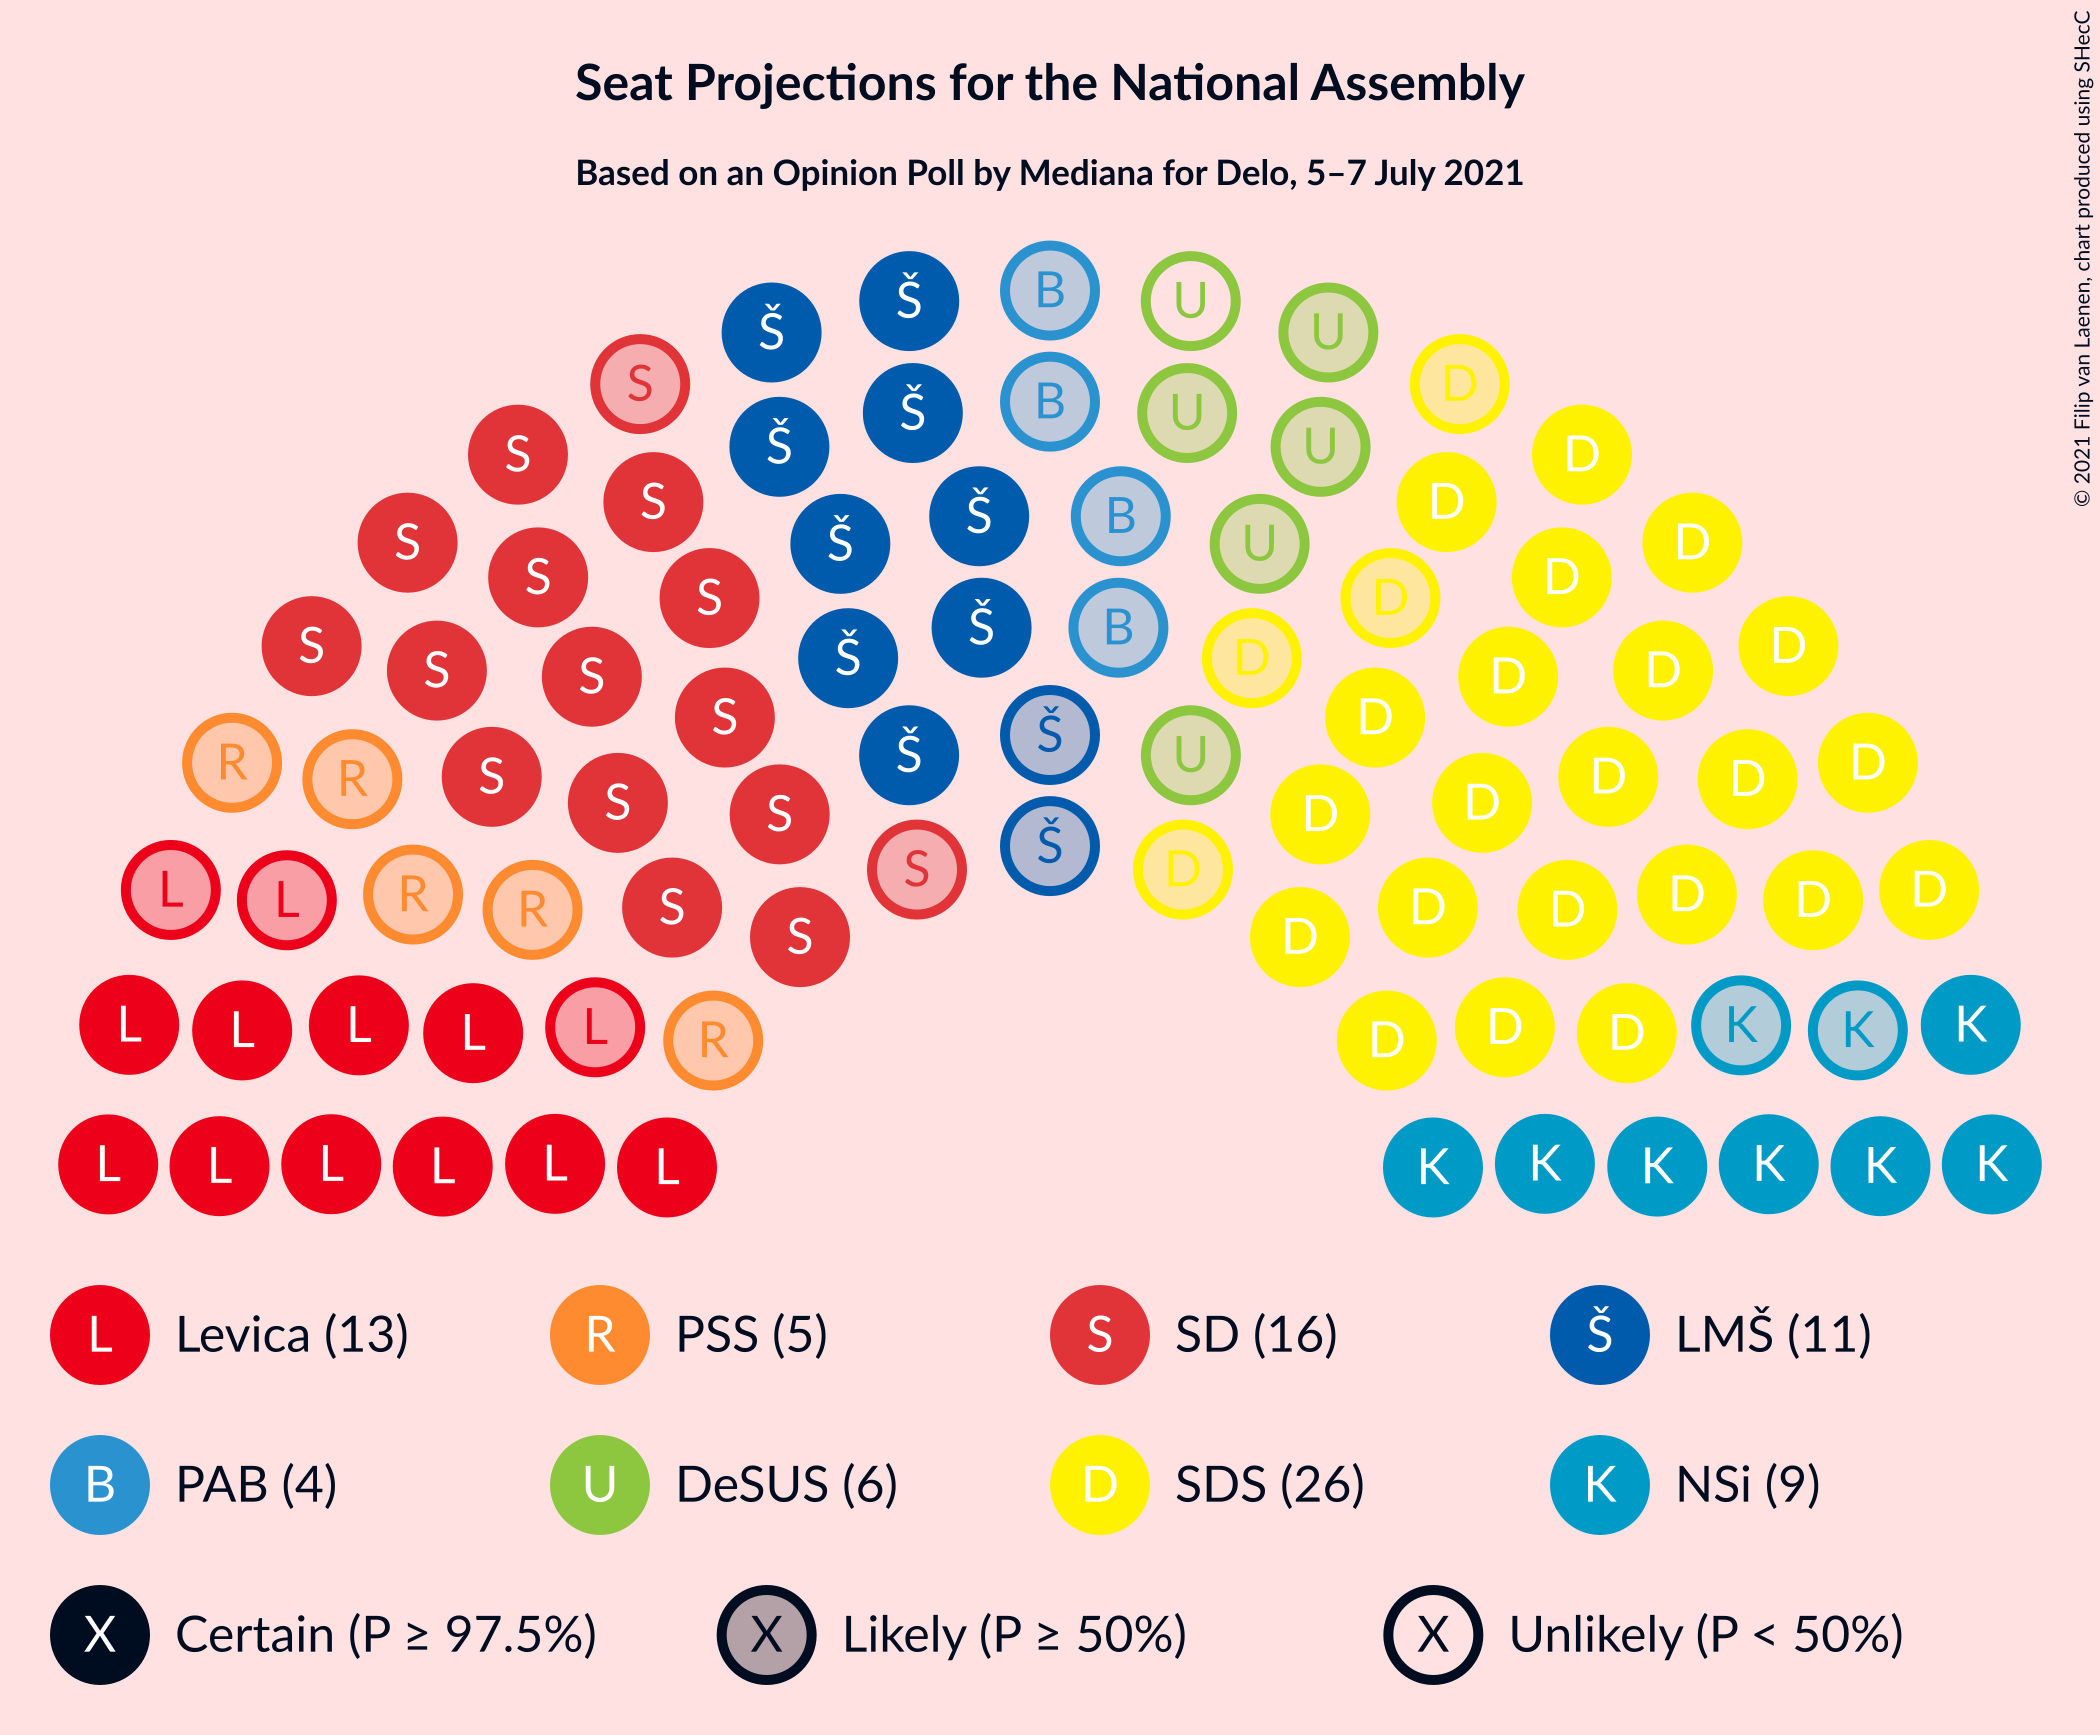 Seat Projections for the National Assembly
Based on an Opinion Poll by Mediana for Delo, 5–7 July 2021
© 2021 Filip van Laenen, chart produced using SHecC
Š B U
Š U
S D
Š B U
S D
Š U
S D
Š B
S D
Š U
S D
S D
S D
Š B
S D
Š D
S D
S D
S D
Š
Š U
R D
S D
R D
S D
S D
Š
S D
L D
R D
L D
S D
R D
S D
L K
L D
L K
L D
L K
R D
L K
L K
L K
L K
L K
L K
L Levica (13) R PSS (5) S SD (16) Š LMŠ (11)
B PAB (4) U DeSUS (6) D SDS (26) K NSi (9)
X Certain (P ≥ 97.5%) X Likely (P ≥ 50%) X Unlikely (P < 50%)